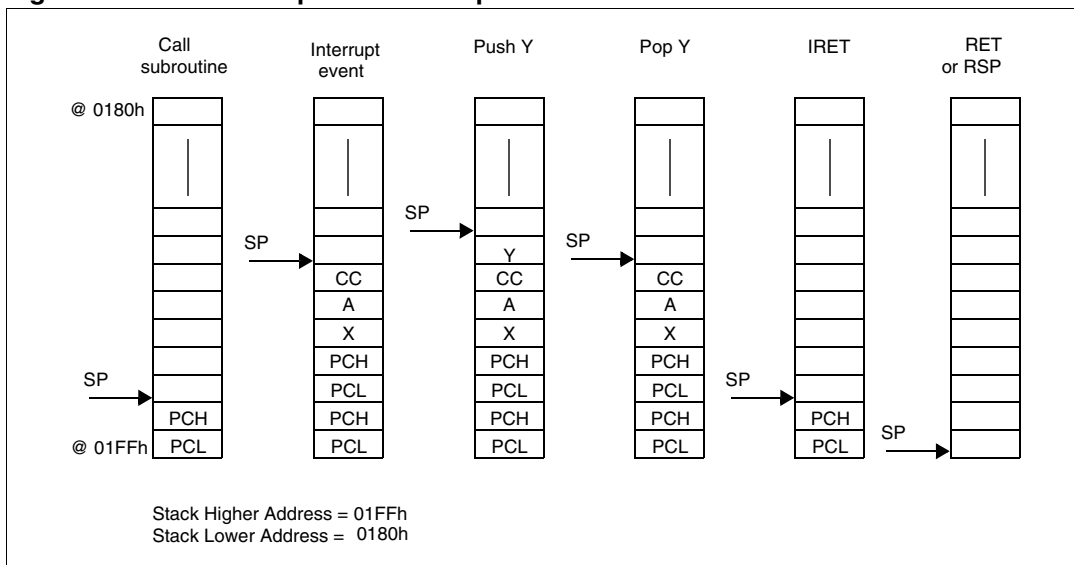 Call subroutine
Interrupt event
Push Y
Pop Y
IRET
RET or RSP
@ 0180h
SP
SP
Y
SP
CC
CC
CC
A
A
A
X
X
X
PCH
PCH
PCH
SP
PCL
PCL
PCL
SP
PCH
PCH
PCH
PCH
PCH
@ 01FFh
PCL
PCL
PCL
PCL
PCL
SP
Stack Higher Address = 01FFh
Stack Lower Address = 0180h